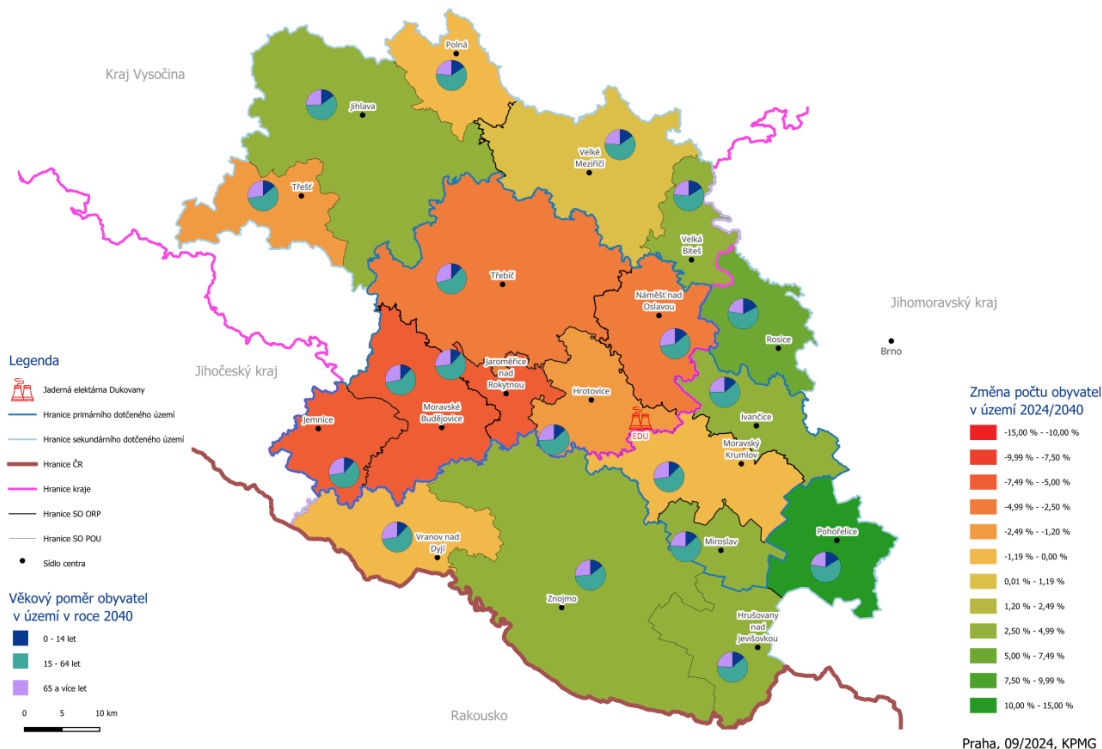 Polná
Kraj Vysočina
Jihlava
Velké
Meziříčí
Třešť
Velká
Bíteš
Třebíč
Náměšť nad
Oslavou
Jihomoravský kraj
Rosice
Brno
Jihočeský kraj
Jaroměřice
nad
Rokytnou
Hrotovice
Ivančice
Jemnice
Moravské
Budějovice
EDU
Moravský
Krumlov
Vranov nad
Dyjí
Miroslav
Pohořelice
Znojmo
Hrušovany
nad
Jevišovkou
Rakousko
Legenda
Jaderná elektárna Dukovany
Hranice primárního dotčeného území
Hranice sekundárního dotčeného území
Hranice ČR
Hranice kraje
Hranice SO ORP
Hranice SO POU
Sídlo centra
Věkový poměr obyvatel
v území v roce 2040
0 - 14 let
15 - 64 let
65 a více let
0 5 10 km
Změna počtu obyvatel
v území 2024/2040
-15,00 % - -10,00 %
-9,99 % - -7,50 %
-7,49 % - -5,00 %
-4,99 % - -2,50 %
-2,49 % - -1,20 %
-1,19 % - 0,00 %
0,01 % - 1,19 %
1,20 % - 2,49 %
2,50 % - 4,99 %
5,00 % - 7,49 %
7,50 % - 9,99 %
10,00 % - 15,00 %
Praha, 09/2024, KPMG